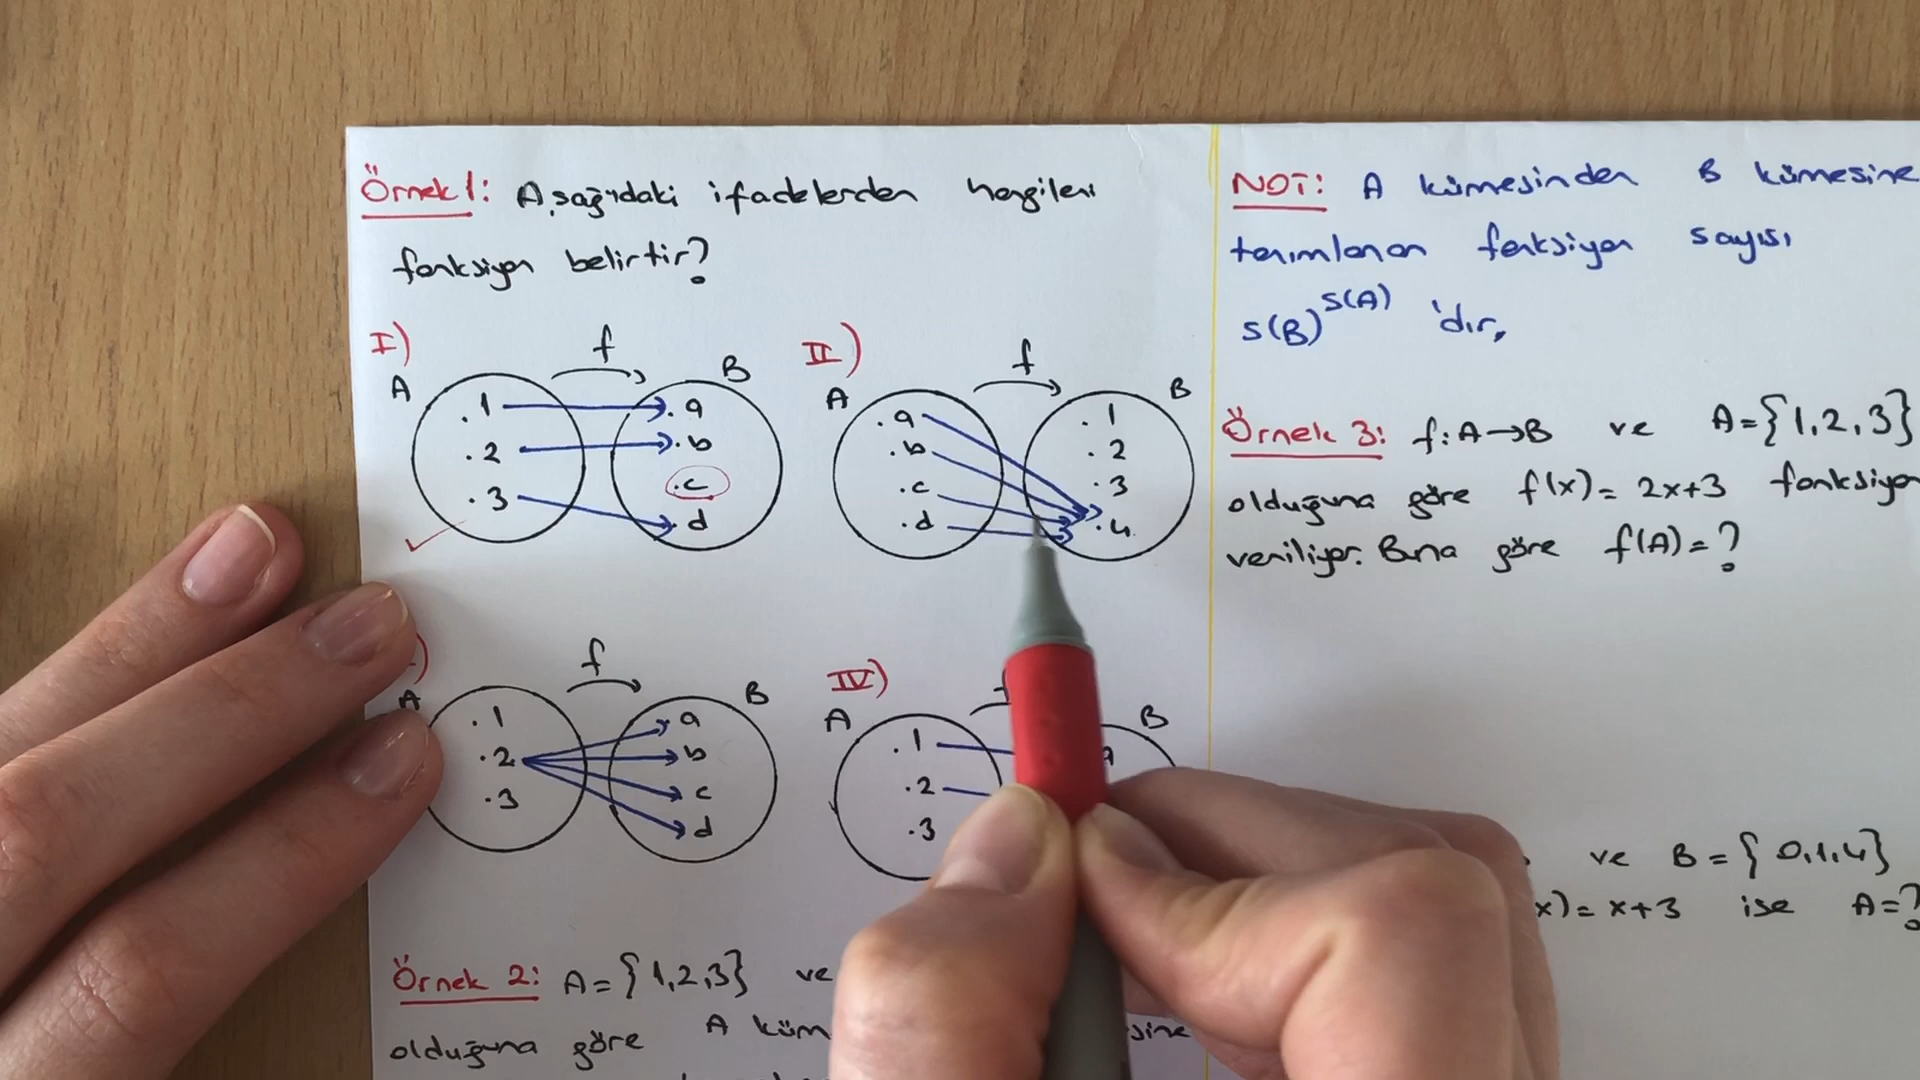 Örnek 1: Aşağıdaki ifadelerden hangileri
fonksiyon belirtir?
I)
f
A
B
.1
.2
.3
.a
.b
.c
d
II)
f
A
B
.a
.b
.c
.d
.1
.2
.3
.4
f
A
B
.1
.2
.3
a
b
c
d
IV)
A
B
.1
.2
.3
Örnek 2: A={1,2,3} ve
olduğuna göre A
NOT: A kümesinden B kümesine
tanımlanan fonksiyon sayısı
s(B)^s(A) 'dır.
Örnek 3: f:A→B ve A={1,2,3}
olduğuna göre f(x)=2x+3 fonksiyon
veriliyor. Buna göre f(A)=?
ve B={0,1,4}
x)=x+3 ise A=?